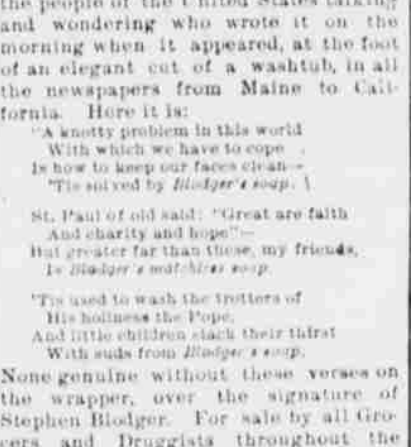 the people of the United States talking
and wondering who wrote it on the
morning when it appeared, at the foot
of an elegant cut of a washtub, in all
the newspapers from Maine to Cali-
fornia. Here it is:
"A knotty problem in this world
With which we have to cope
Is how to keep our faces clean—
'Tis solved by Blodger's soap.
St. Paul of old said: "Great are faith
And charity and hope"—
But greater far than these, my friends,
Is Blodger's matchless soap.
'Tis used to wash the trotters of
His holiness the Pope,
And little children slack their thirst
With suds from Blodger's soap.
None genuine without these verses on
the wrapper, over the signature of
Stephen Blodger. For sale by all Gro-
cers and Druggists throughout the